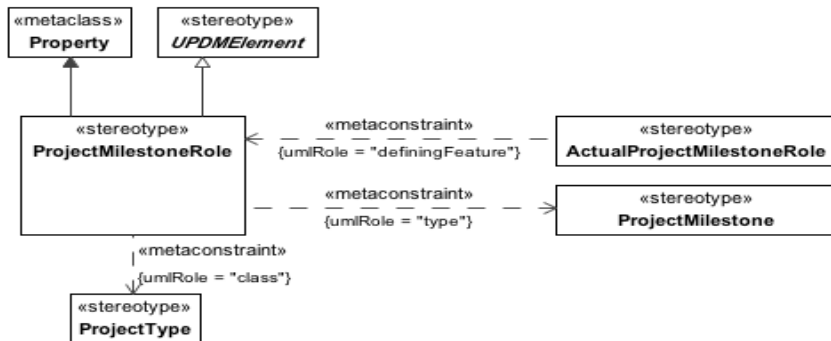 «metaclass»
Property
«stereotype»
UPDMElement
«stereotype»
ProjectMilestoneRole
«metaconstraint»
{umlRole = "definingFeature"}
«stereotype»
ActualProjectMilestoneRole
«metaconstraint»
{umlRole = "type"}
«stereotype»
ProjectMilestone
«metaconstraint»
{umlRole = "class"}
«stereotype»
ProjectType